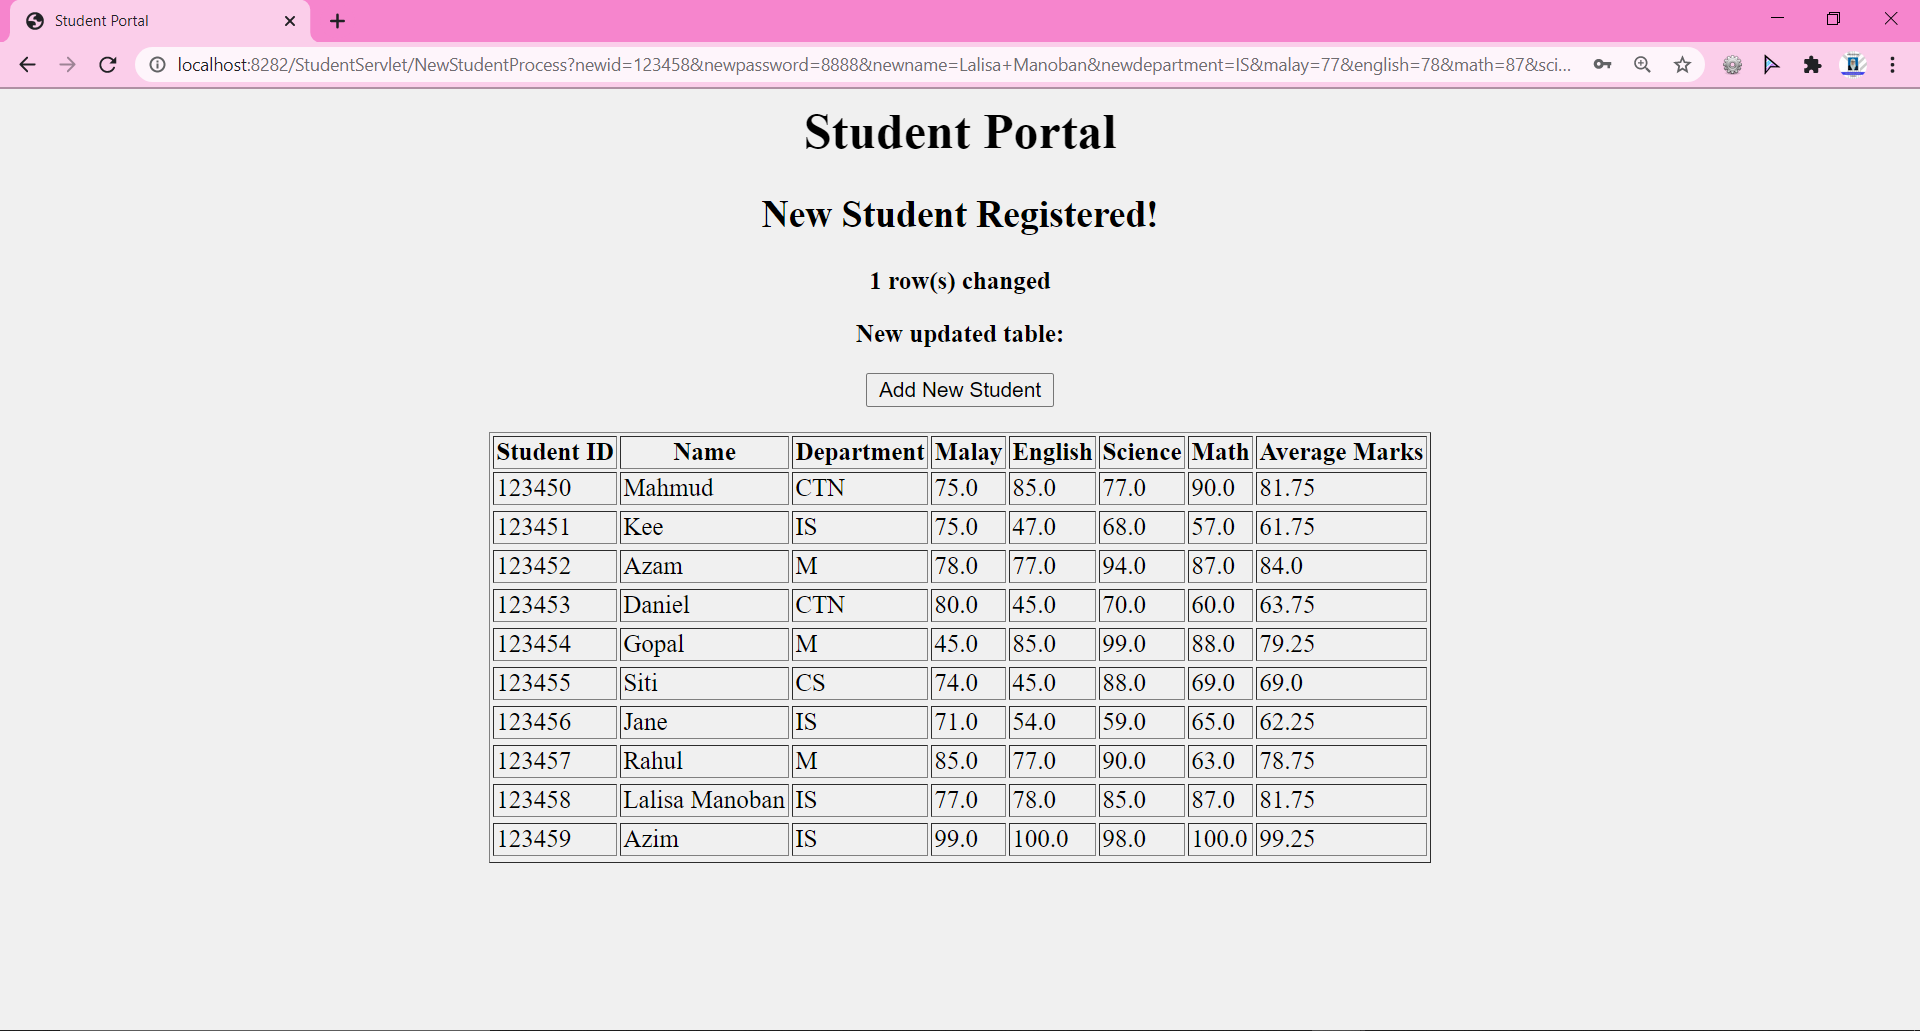 Student Portal
localhost:8282/StudentServlet/NewStudentProcess?newid=123458&newpassword=8888&newname=Lalisa+Manoban&newdepartment=IS&malay=77&english=78&math=87&sci...
Student Portal
New Student Registered!
1 row(s) changed
New updated table:
Add New Student
Student ID Name Department Malay English Science Math Average Marks
123450 Mahmud CTN 75.0 85.0 77.0 90.0 81.75
123451 Kee IS 75.0 47.0 68.0 57.0 61.75
123452 Azam M 78.0 77.0 94.0 87.0 84.0
123453 Daniel CTN 80.0 45.0 70.0 60.0 63.75
123454 Gopal M 45.0 85.0 99.0 88.0 79.25
123455 Siti CS 74.0 45.0 88.0 69.0 69.0
123456 Jane IS 71.0 54.0 59.0 65.0 62.25
123457 Rahul M 85.0 77.0 90.0 63.0 78.75
123458 Lalisa Manoban IS 77.0 78.0 85.0 87.0 81.75
123459 Azim IS 99.0 100.0 98.0 100.0 99.25